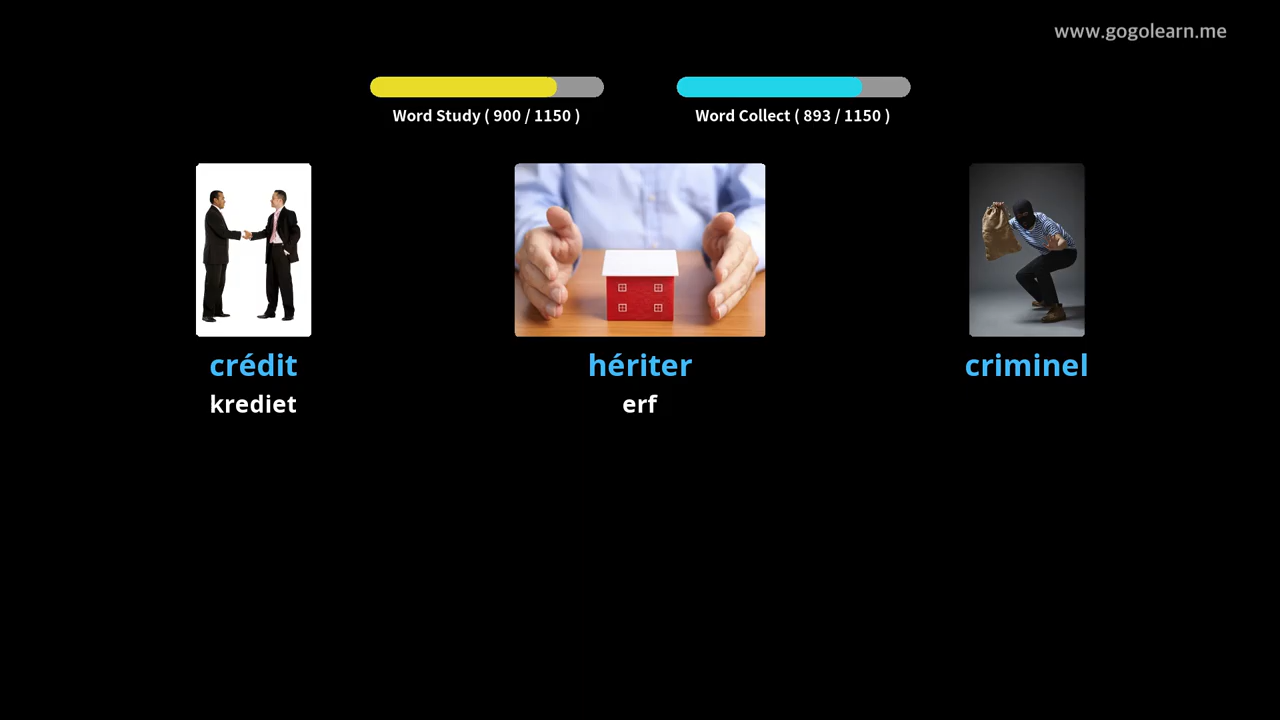 www.gogolearn.me
Word Study ( 900 / 1150 )
Word Collect ( 893 / 1150 )
crédit
krediet
hériter
erf
criminel